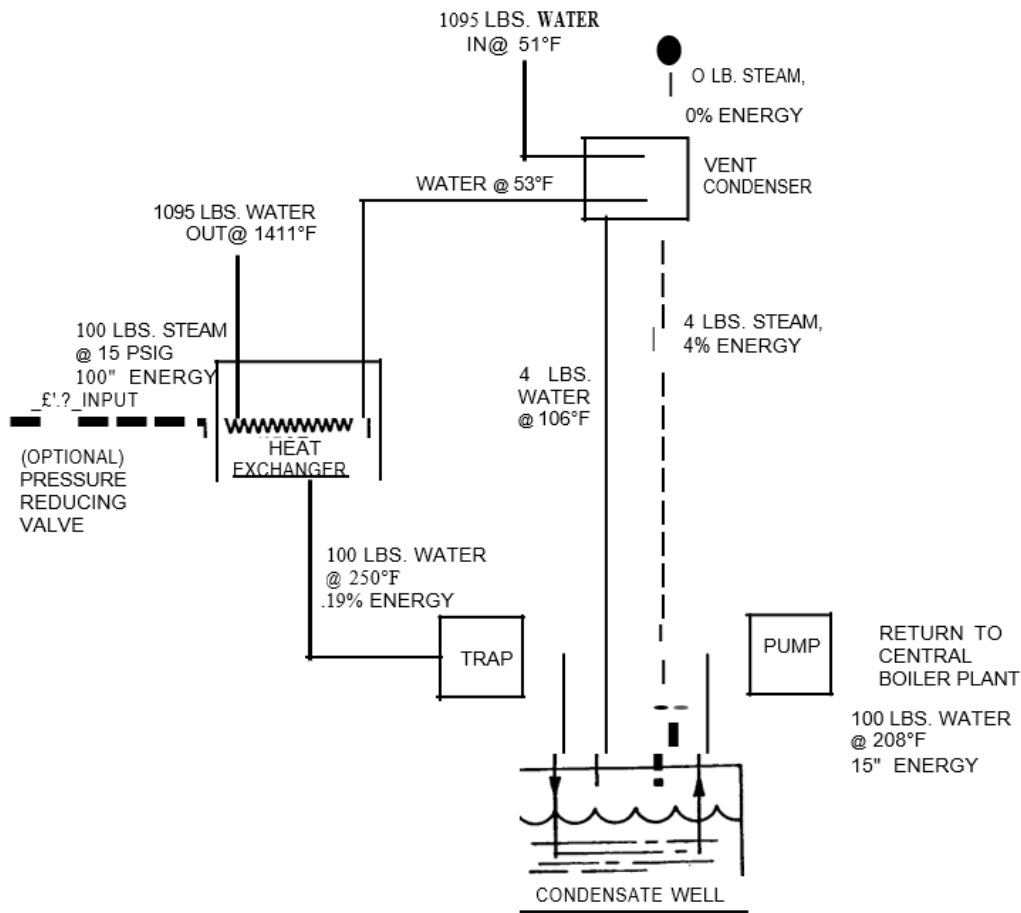 1095 LBS. WATER
IN@ 51°F
O LB. STEAM,
0% ENERGY
VENT
CONDENSER
WATER @ 53°F
1095 LBS. WATER
OUT@ 1411°F
100 LBS. STEAM
@ 15 PSIG
100" ENERGY
_£'.?_INPUT
(OPTIONAL)
PRESSURE
REDUCING
VALVE
HEAT
EXCHANGER
4 LBS. STEAM,
4% ENERGY
4 LBS.
WATER
@ 106°F
100 LBS. WATER
@ 250°F
.19% ENERGY
TRAP
PUMP
RETURN TO
CENTRAL
BOILER PLANT
100 LBS. WATER
@ 208°F
15" ENERGY
CONDENSATE WELL